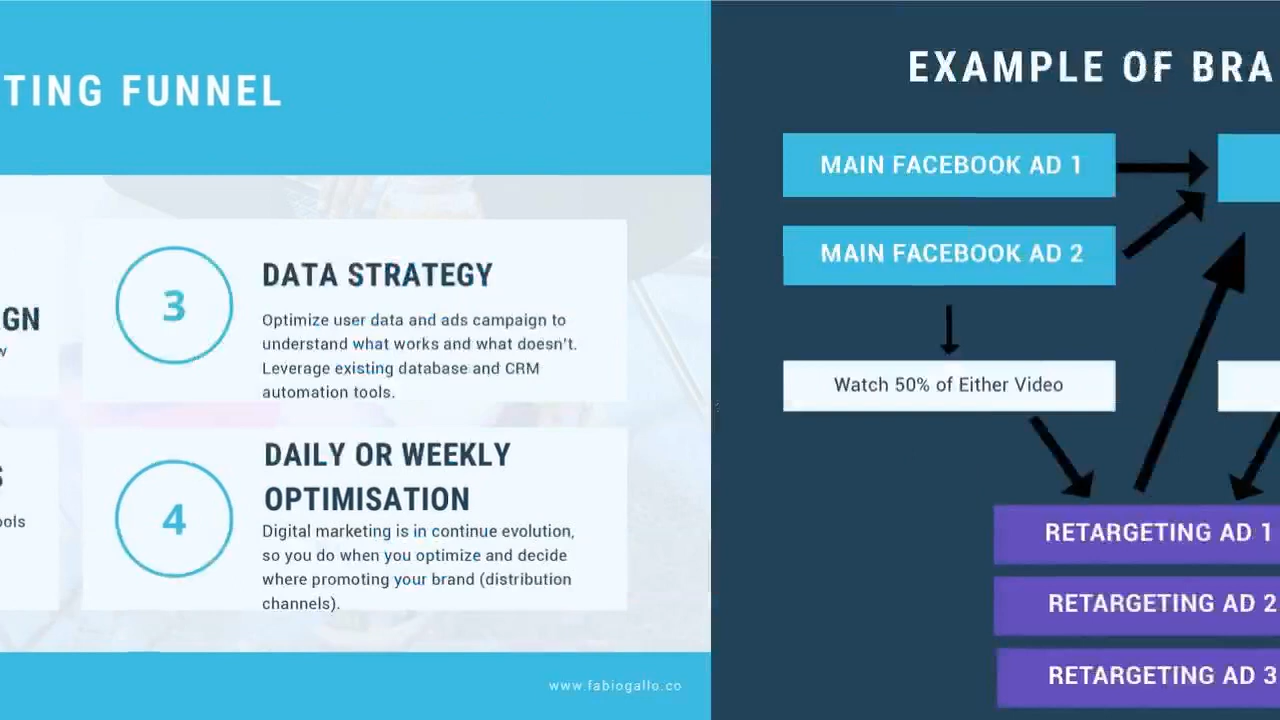 TING FUNNEL
GN
w
S
ools
3
DATA STRATEGY
Optimize user data and ads campaign to
understand what works and what doesn't.
Leverage existing database and CRM
automation tools.
4
DAILY OR WEEKLY
OPTIMISATION
Digital marketing is in continue evolution,
so you do when you optimize and decide
where promoting your brand (distribution
channels).
www.fabiogallo.co
EXAMPLE OF BRA
MAIN FACEBOOK AD 1
MAIN FACEBOOK AD 2
Watch 50% of Either Video
RETARGETING AD 1
RETARGETING AD 2
RETARGETING AD 3